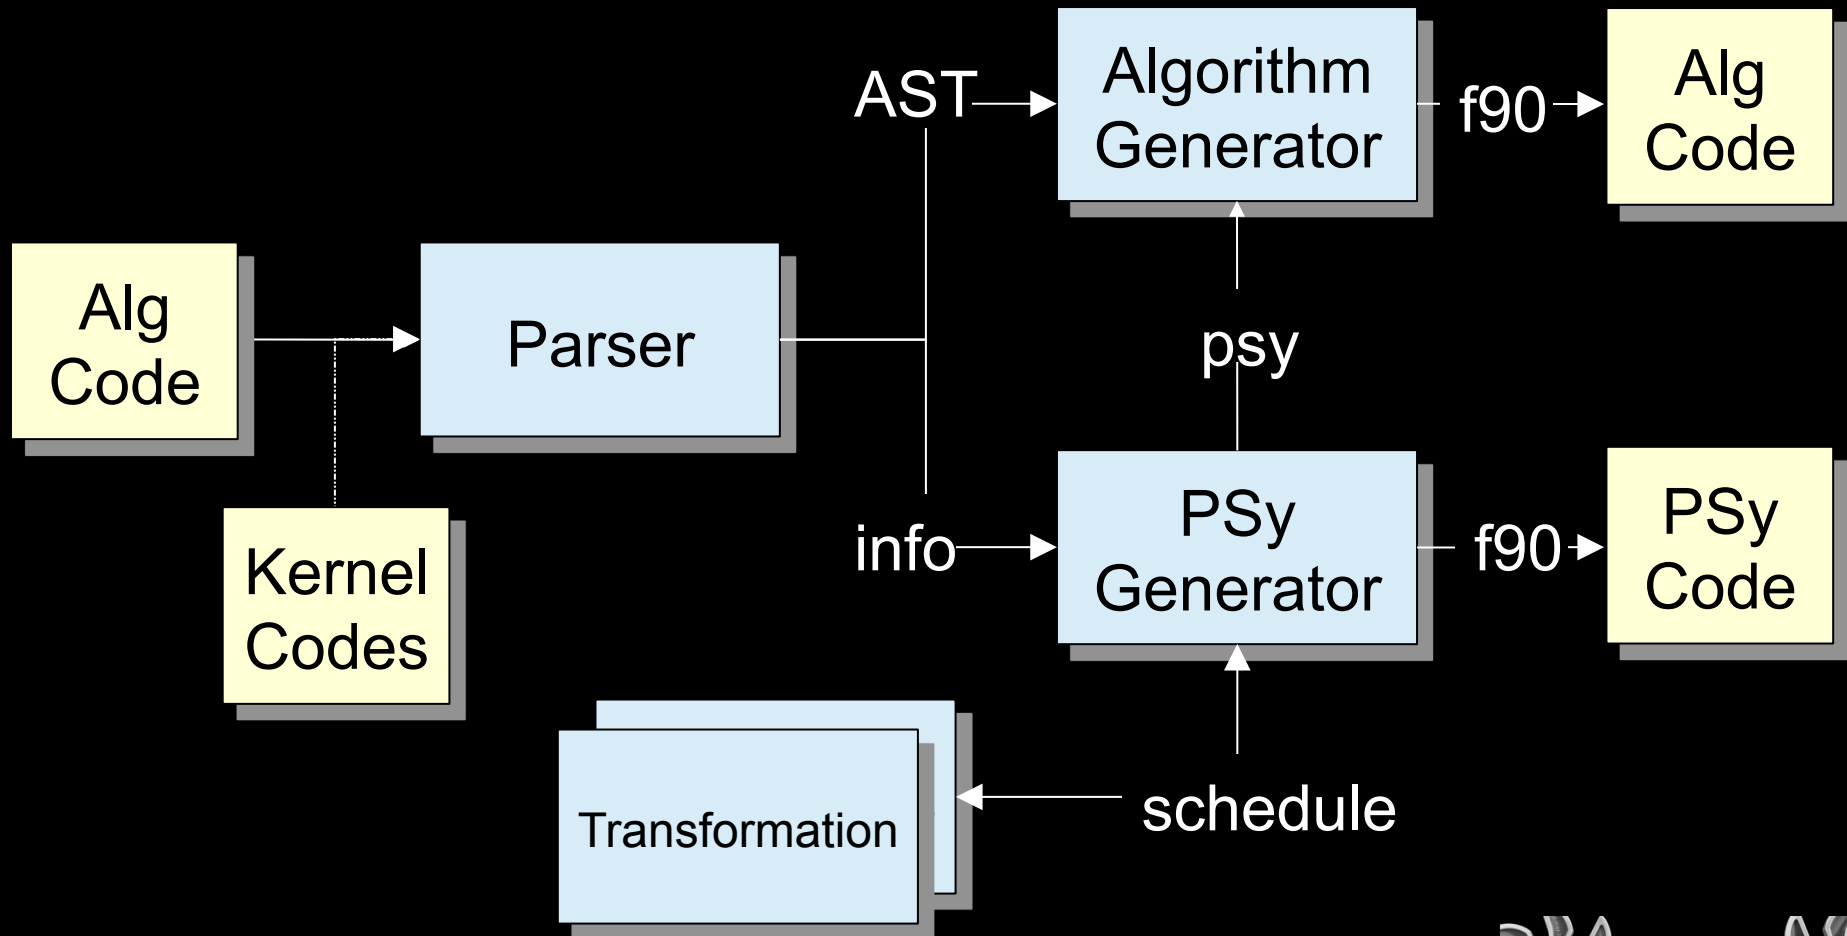 AST
Algorithm
Generator
f90
Alg
Code
Alg
Code
Parser
psy
Kernel
Codes
info
PSy
Generator
f90
PSy
Code
Transformation
schedule